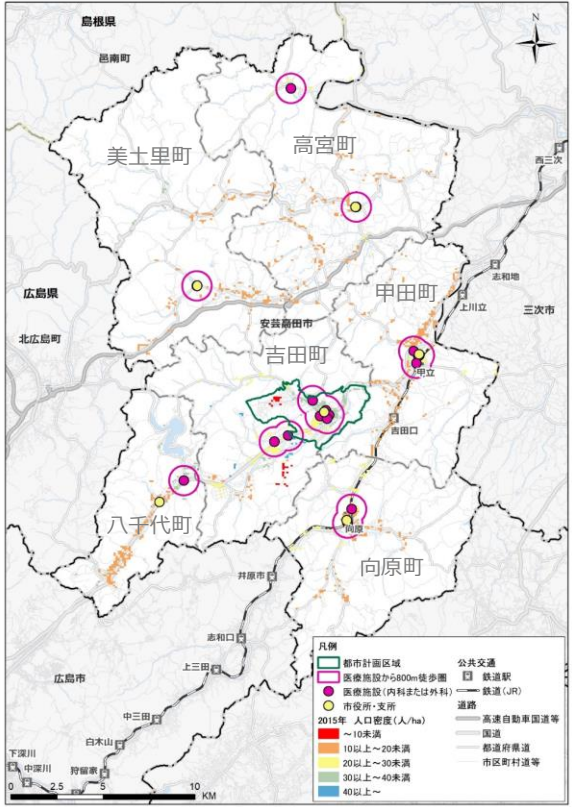 島根県
N
邑南町
美土里町
高宮町
西三次
志和地
広島県
甲田町
上川立
三次市
安芸高田市
北広島町
吉田町
甲立
吉田口
八千代町
向原
向原町
井原市
志和口
広島市
上三田
中三田
白木山
下深川
中深川
狩留家
0 2.5 5 10
KM
凡例
都市計画区域
医療施設から800m徒歩圏
医療施設(内科または外科)
市役所・支所
2015年 人口密度(人/ha)
~10未満
10以上~20未満
20以上~30未満
30以上~40未満
40以上~
公共交通
鉄道駅
鉄道(JR)
道路
高速自動車国道等
国道
都道府県道
市区町村道等